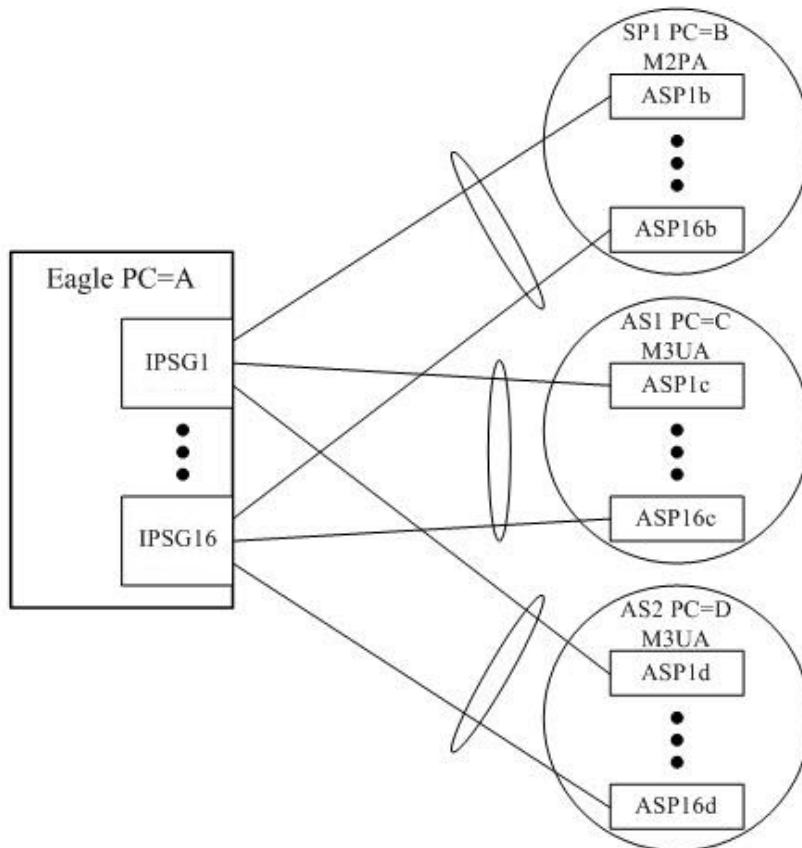 Eagle PC=A
IPSG1
IPSG16
SP1 PC=B
M2PA
ASP1b
ASP16b
AS1 PC=C
M3UA
ASP1c
ASP16c
AS2 PC=D
M3UA
ASP1d
ASP16d